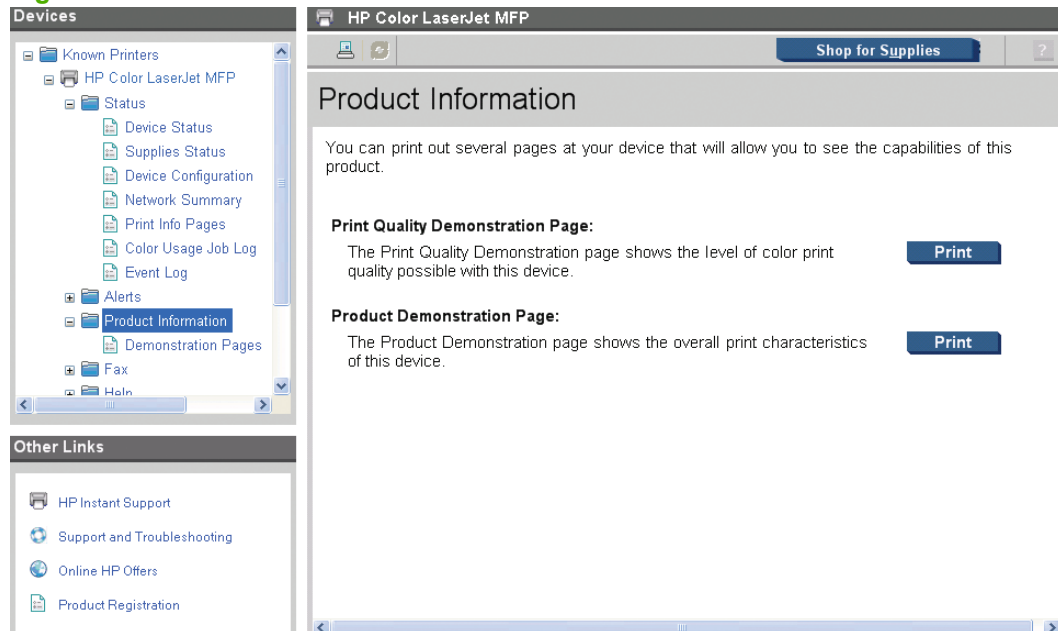 Devices
Known Printers
HP Color LaserJet MFP
Status
Device Status
Supplies Status
Device Configuration
Network Summary
Print Info Pages
Color Usage Job Log
Event Log
Alerts
Product Information
Demonstration Pages
Fax
Help
Other Links
HP Instant Support
Support and Troubleshooting
Online HP Offers
Product Registration
HP Color LaserJet MFP
Shop for Supplies
?
Product Information
You can print out several pages at your device that will allow you to see the capabilities of this
product.
Print Quality Demonstration Page:
The Print Quality Demonstration page shows the level of color print
quality possible with this device.
Print
Product Demonstration Page:
The Product Demonstration page shows the overall print characteristics
of this device.
Print